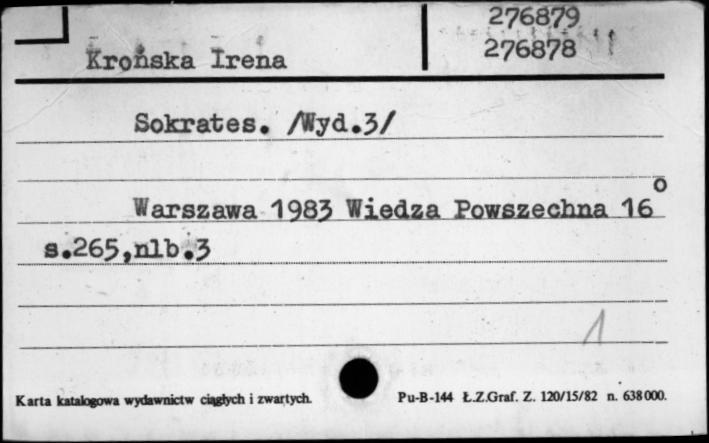 276879
Krońska Irena 276878
Sokrates. /Wyd.3/
Warszawa 1983 Wiedza Powszechna 16°
s.265,nlb.3
1
Karta katalogowa wydawnictw ciągłych i zwartych. Pu-B-144 Ł.Z.Graf. Z. 120/15/82 n. 638000.